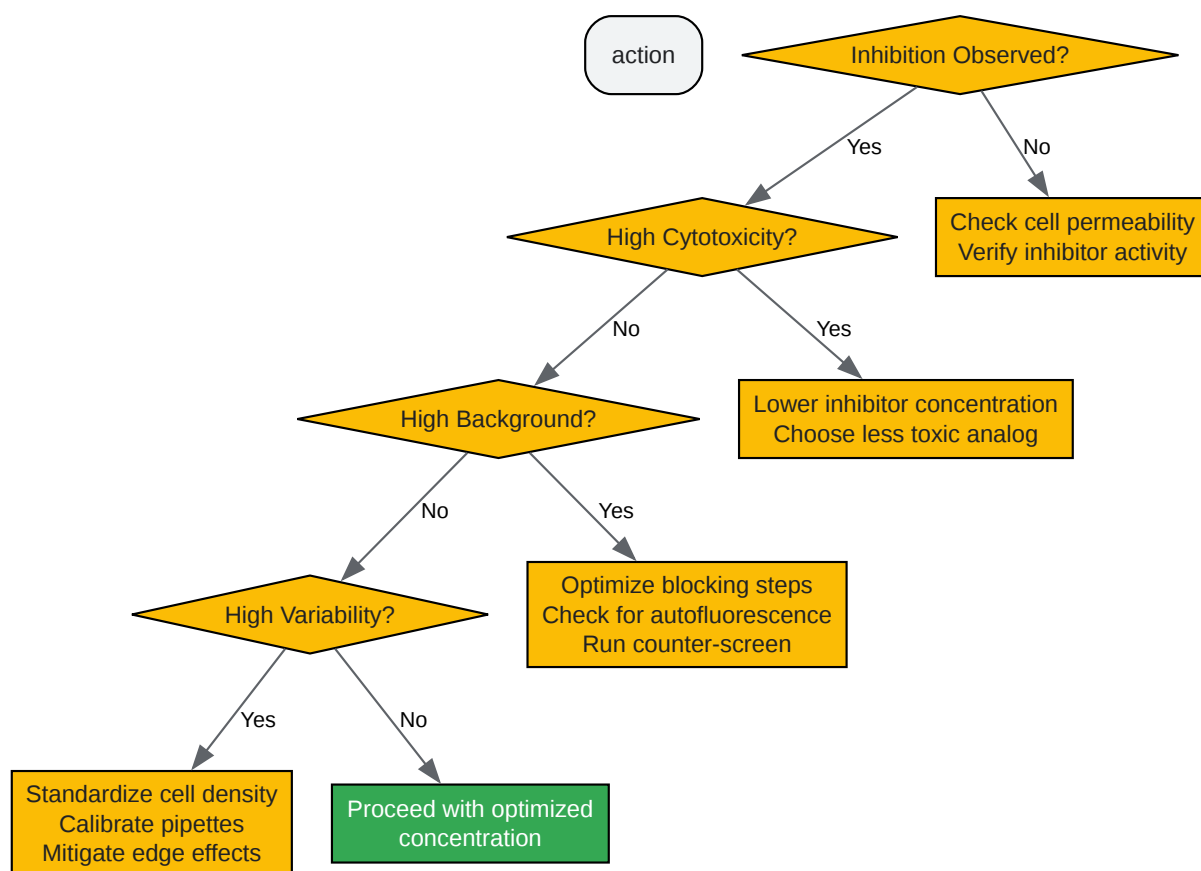 action
Inhibition Observed?
Yes
No
High Cytotoxicity?
Check cell permeability
Verify inhibitor activity
No
Yes
High Background?
Lower inhibitor concentration
Choose less toxic analog
No
Yes
High Variability?
Optimize blocking steps
Check for autofluorescence
Run counter-screen
Yes
No
Standardize cell density
Calibrate pipettes
Mitigate edge effects
Proceed with optimized
concentration